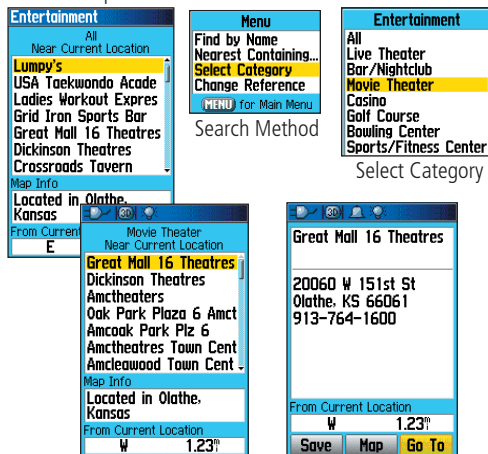 Entertainment
All
Near Current Location
Lumpy's
USA Taekwondo Acade
Ladies Workout Expres
Grid Iron Sports Bar
Great Mall 16 Theatres
Dickinson Theatres
Crossroads Tavern
Map Info
Located in Olathe,
Kansas
From Current
E
Menu
Find by Name
Nearest Containing...
Select Category
Change Reference
MENU for Main Menu
Search Method
Entertainment
All
Live Theater
Bar/Nightclub
Movie Theater
Casino
Golf Course
Bowling Center
Sports/Fitness Center
Select Category
3D
Movie Theater
Near Current Location
Great Mall 16 Theatres
Dickinson Theatres
Amctheaters
Oak Park Plaza 6 Amct
Amcoak Park Plz 6
Amctheatres Town Cent
Amcleawood Town Cent
Map Info
Located in Olathe,
Kansas
From Current Location
W 1.23m
3D
Great Mall 16 Theatres
20060 W 151st St
Olathe, KS 66061
913-764-1600
From Current Location
W 1.23m
Save Map Go To